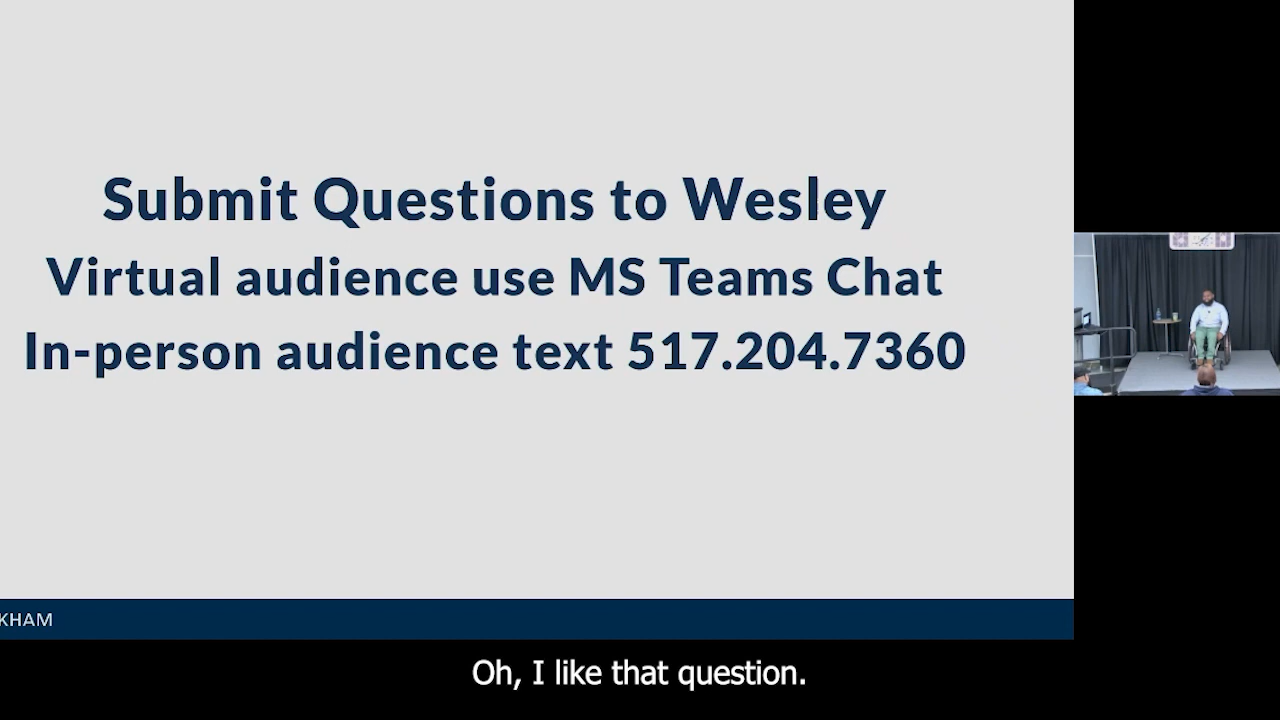 Submit Questions to Wesley
Virtual audience use MS Teams Chat
In-person audience text 517.204.7360
KHAM
Oh, I like that question.